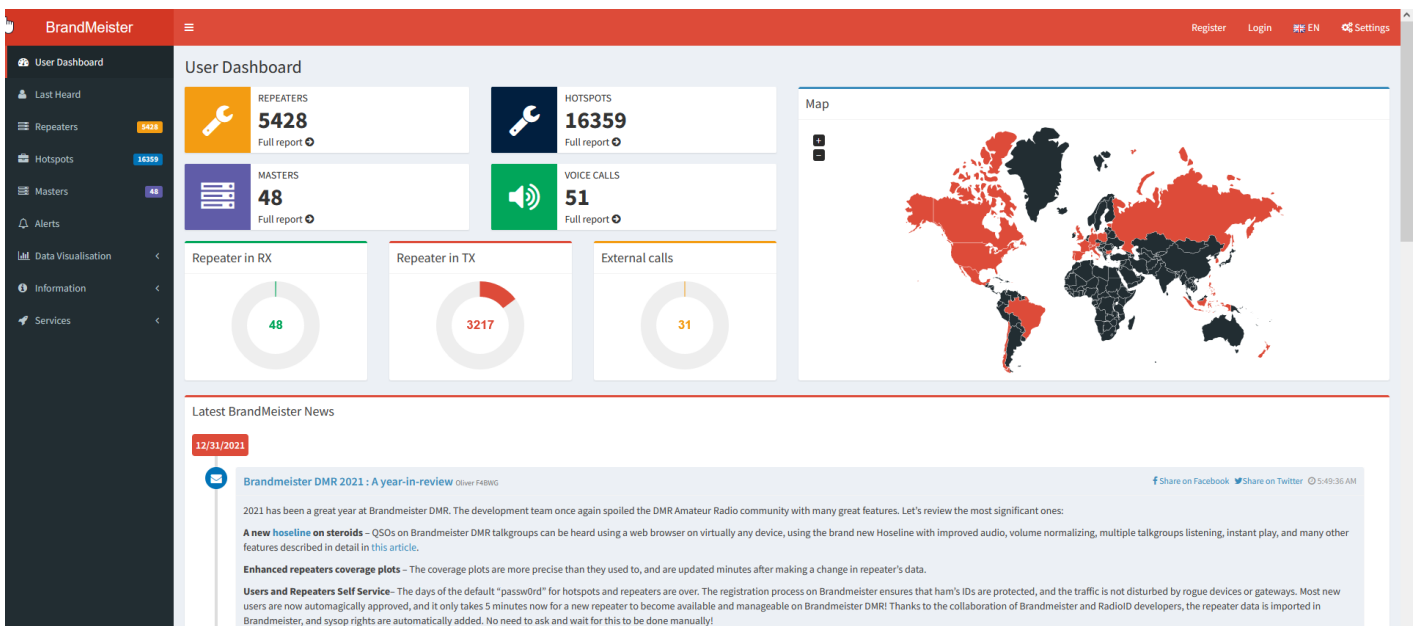 BrandMeister
Register Login EN Settings
User Dashboard
Last Heard
Repeaters 5428
Hotspots 16359
Masters 48
Alerts
Data Visualisation
Information
Services
User Dashboard
REPEATERS
5428
Full report
HOTSPOTS
16359
Full report
MASTERS
48
Full report
VOICE CALLS
51
Full report
Map
+
-
Repeater in RX
48
Repeater in TX
3217
External calls
31
Latest BrandMeister News
12/31/2021
Brandmeister DMR 2021 : A year-in-review Oliver F4BWG
Share on Facebook Share on Twitter 5:49:36 AM
2021 has been a great year at Brandmeister DMR. The development team once again spoiled the DMR Amateur Radio community with many great features. Let's review the most significant ones:
A new hoseline on steroids – QSOs on Brandmeister DMR talkgroups can be heard using a web browser on virtually any device, using the brand new Hoseline with improved audio, volume normalizing, multiple talkgroups listening, instant play, and many other
features described in detail in this article.
Enhanced repeaters coverage plots – The coverage plots are more precise than they used to, and are updated minutes after making a change in repeater's data.
Users and Repeaters Self Service– The days of the default "passw0rd" for hotspots and repeaters are over. The registration process on Brandmeister ensures that ham's IDs are protected, and the traffic is not disturbed by rogue devices or gateways. Most new
users are now automagically approved, and it only takes 5 minutes now for a new repeater to become available and manageable on Brandmeister DMR! Thanks to the collaboration of Brandmeister and RadioID developers, the repeater data is imported in
Brandmeister, and sysop rights are automatically added. No need to ask and wait for this to be done manually!